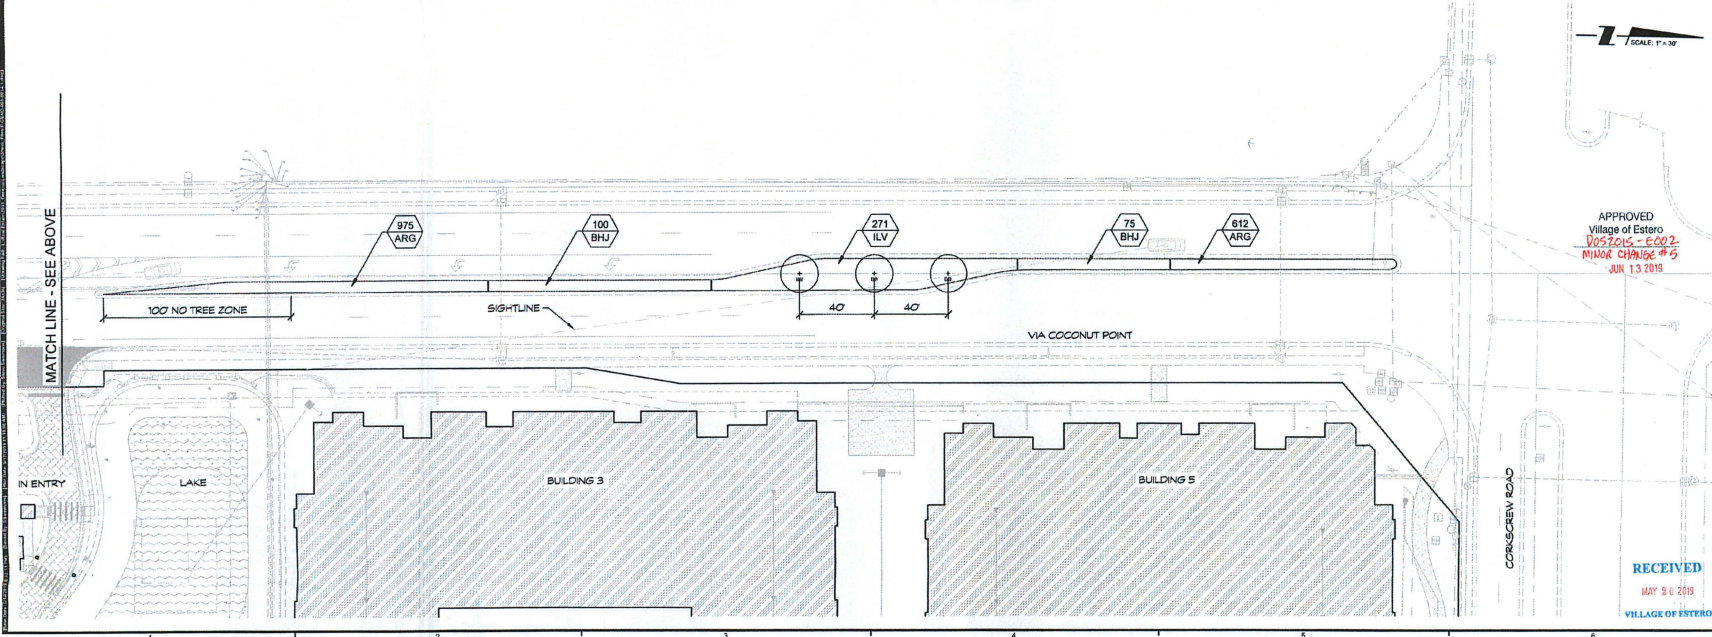 SCALE: 1" = 30'
MATCH LINE - SEE ABOVE
975
ARG
100
BHJ
271
ILV
75
BHJ
612
ARG
APPROVED
Village of Estero
DOS2015-E002
MINOR CHANGE #5
JUN 13 2019
100' NO TREE ZONE
SIGHTLINE
40'
40'
VIA COCONUT POINT
IN ENTRY
LAKE
BUILDING 3
BUILDING 5
CORKSCREW ROAD
RECEIVED
MAY 30 2019
VILLAGE OF ESTERO